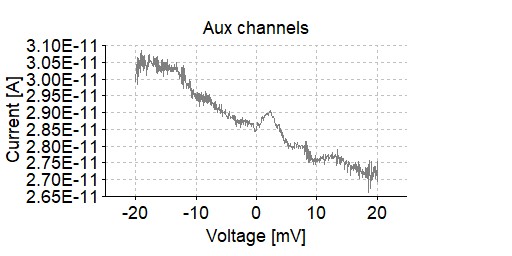 Aux channels
3.10E-11
3.05E-11
3.00E-11
2.95E-11
2.90E-11
2.85E-11
2.80E-11
2.75E-11
2.70E-11
2.65E-11
Current [A]
-20 -10 0 10 20
Voltage [mV]